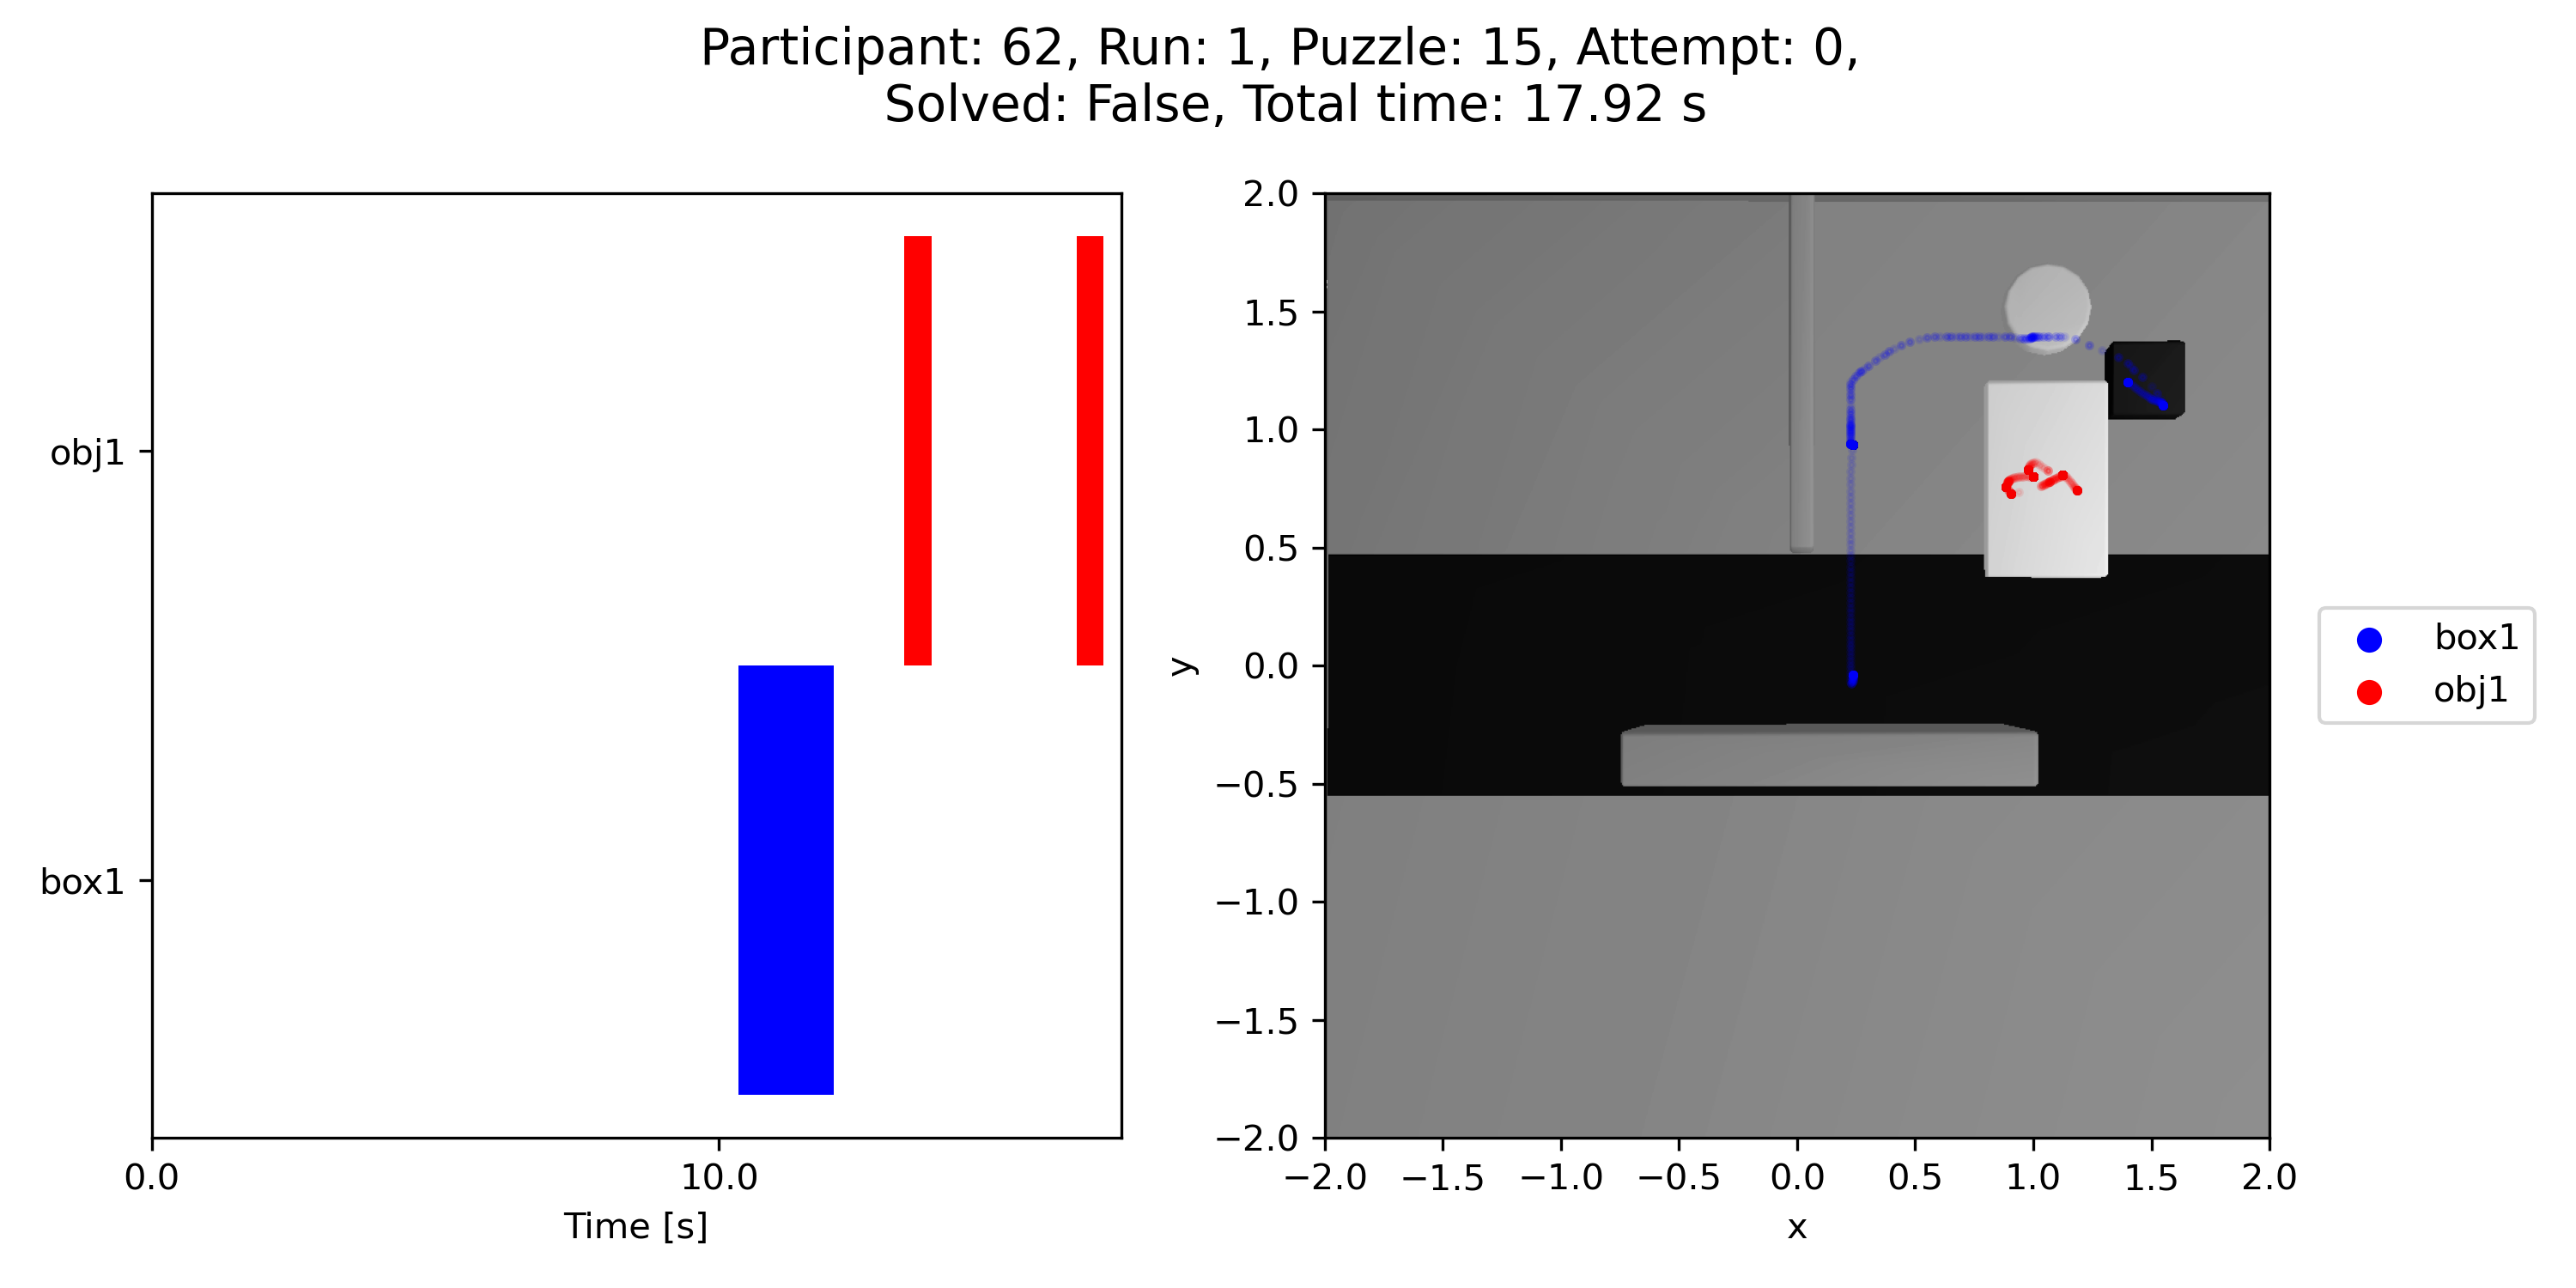 Participant: 62, Run: 1, Puzzle: 15, Attempt: 0,
Solved: False, Total time: 17.92 s
obj1
box1
0.0
10.0
Time [s]
2.0
1.5
1.0
0.5
0.0
−0.5
−1.0
−1.5
−2.0
y
−2.0
−1.5
−1.0
−0.5
0.0
0.5
1.0
1.5
2.0
x
box1
obj1